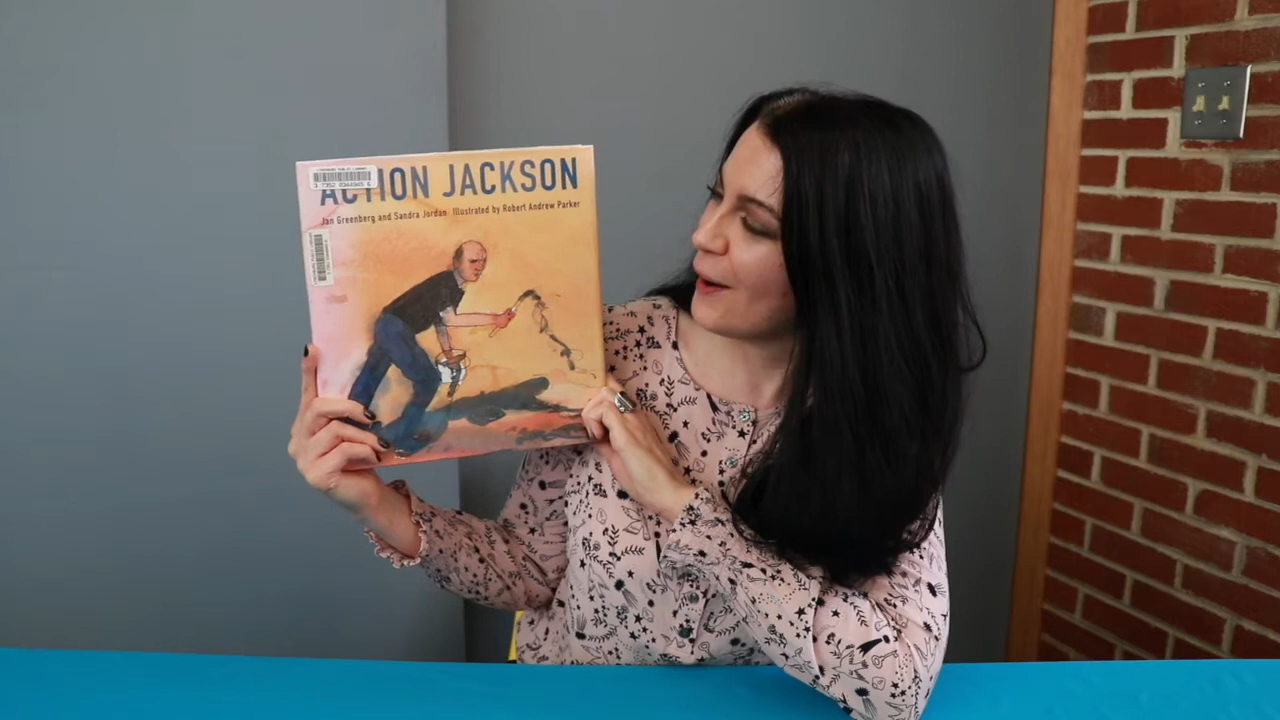 ACTION JACKSON
Jan Greenberg and Sandra Jordan Illustrated by Robert Andrew Parker